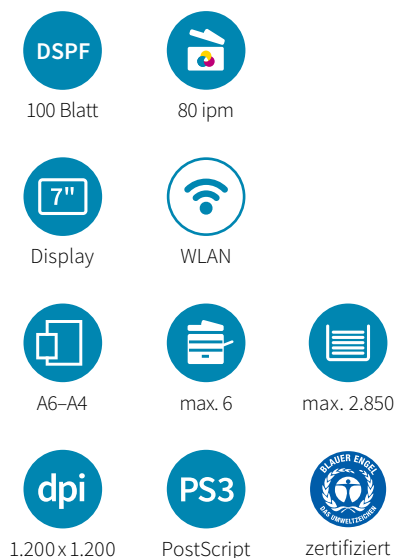 DSPF
100 Blatt
80 ipm
7"
Display
WLAN
A6–A4
max. 6
max. 2.850
dpi
PS3
BLAUER ENGEL
DAS UMWELTZEICHEN
1.200 x 1.200
PostScript
zertifiziert